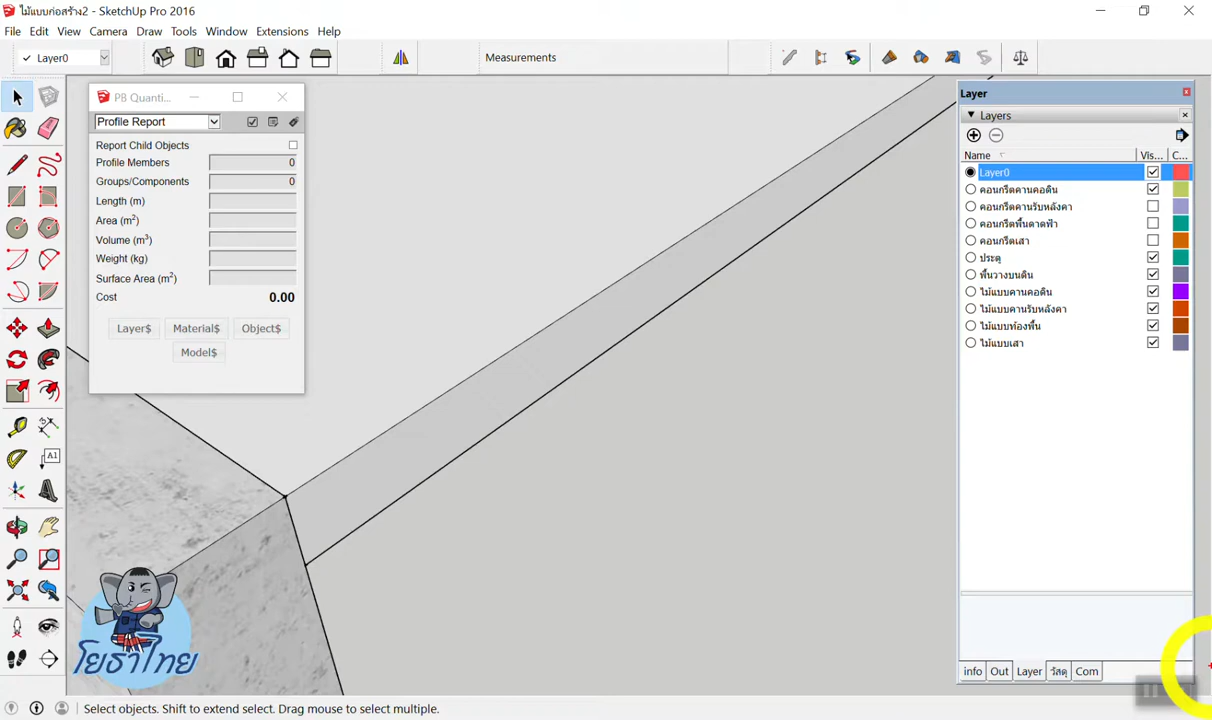 ไม้แบบก่อสร้าง2 - SketchUp Pro 2016
File Edit View Camera Draw Tools Window Extensions Help
Layer0
Measurements
PB Quanti...
Profile Report
Report Child Objects
Profile Members 0
Groups/Components 0
Length (m)
Area (m²)
Volume (m³)
Weight (kg)
Surface Area (m²)
Cost 0.00
Layer$ Material$ Object$
Model$
Layer
Layers
Name Vis... C...
Layer0
คอนกรีตคานคอดิน
คอนกรีตคานรับหลังคา
คอนกรีตพื้นดาดฟ้า
คอนกรีตเสา
ประตู
พื้นวางบนดิน
ไม้แบบคานคอดิน
ไม้แบบคานรับหลังคา
ไม้แบบท้องพื้น
ไม้แบบเสา
info Out Layer วัสดุ Com
A1
โยธาไทย
Select objects. Shift to extend select. Drag mouse to select multiple.